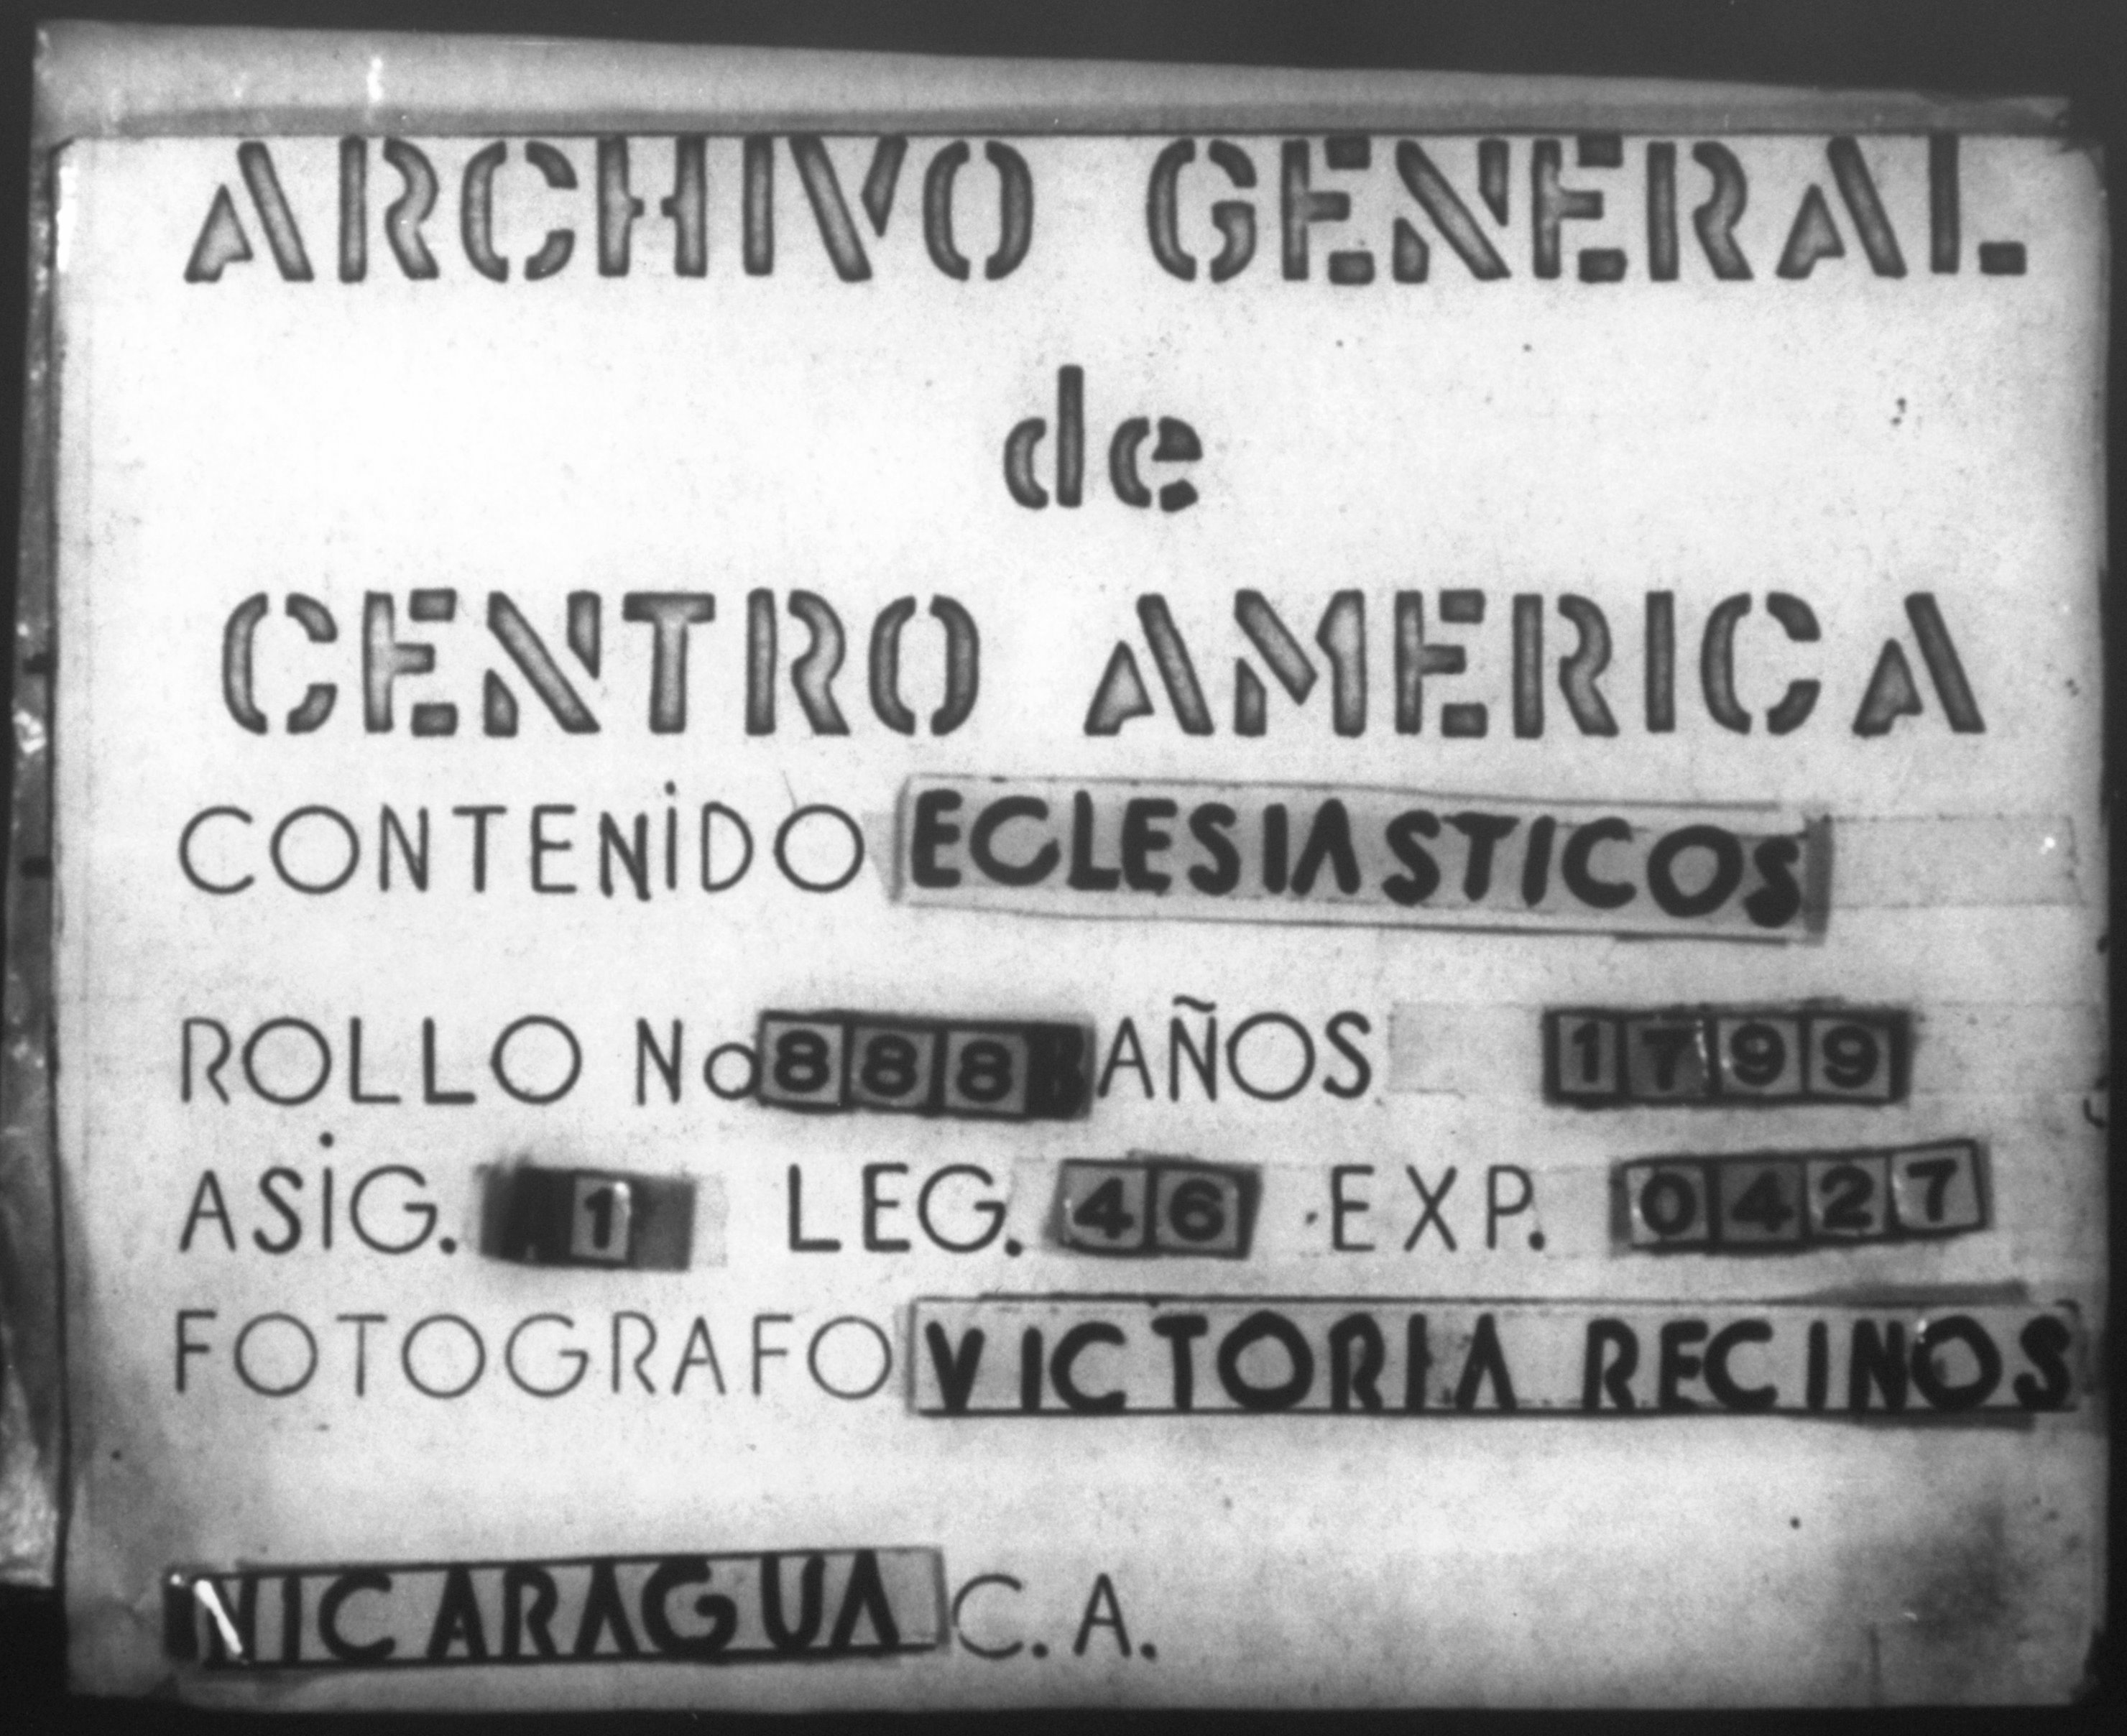 ARCHIVO GENERAL
de
CENTRO AMERICA
CONTENIDO ECLESIASTICOS
ROLLO No 888 AÑOS 1799
ASIG. 1 LEG. 46 EXP. 0427
FOTOGRAFO VICTORIA RECINOS
NICARAGUA C.A.